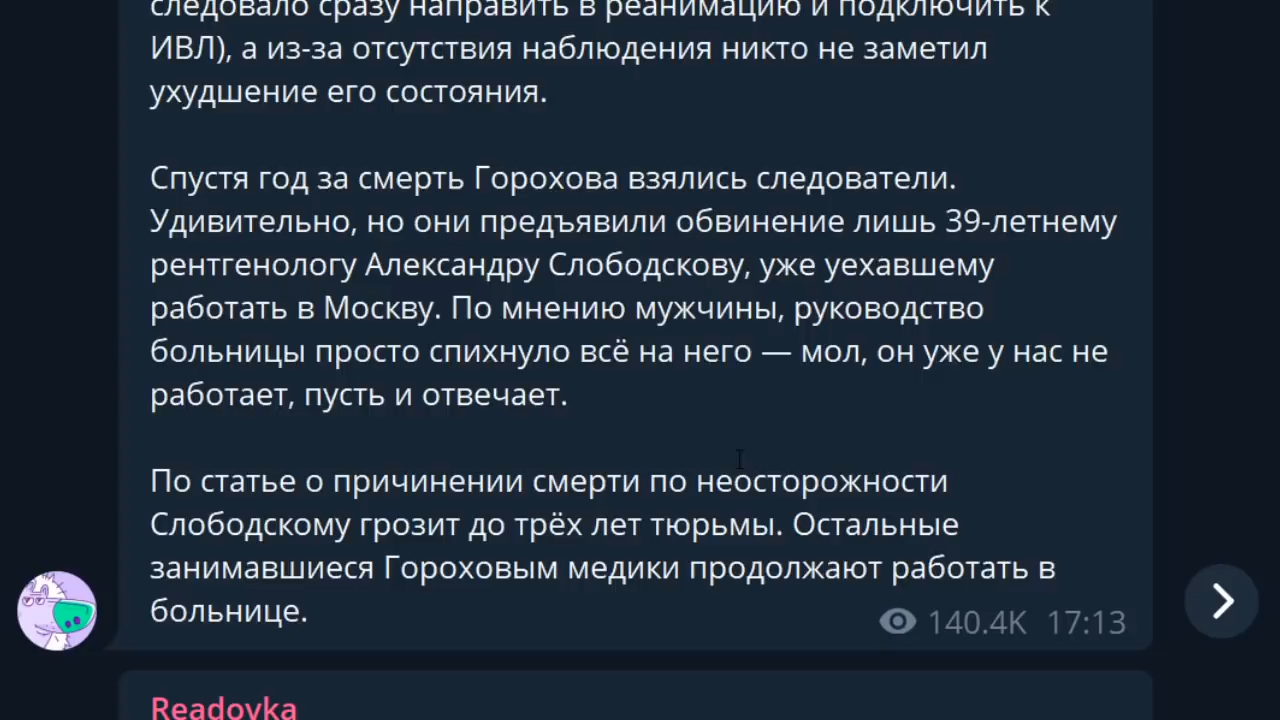 следовало сразу направить в реанимацию и подключить к
ИВЛ), а из-за отсутствия наблюдения никто не заметил
ухудшение его состояния.
Спустя год за смерть Горохова взялись следователи.
Удивительно, но они предъявили обвинение лишь 39-летнему
рентгенологу Александру Слободскову, уже уехавшему
работать в Москву. По мнению мужчины, руководство
больницы просто спихнуло всё на него — мол, он уже у нас не
работает, пусть и отвечает.
По статье о причинении смерти по неосторожности
Слободскому грозит до трёх лет тюрьмы. Остальные
занимавшиеся Гороховым медики продолжают работать в
больнице.
140.4K 17:13
Readovka